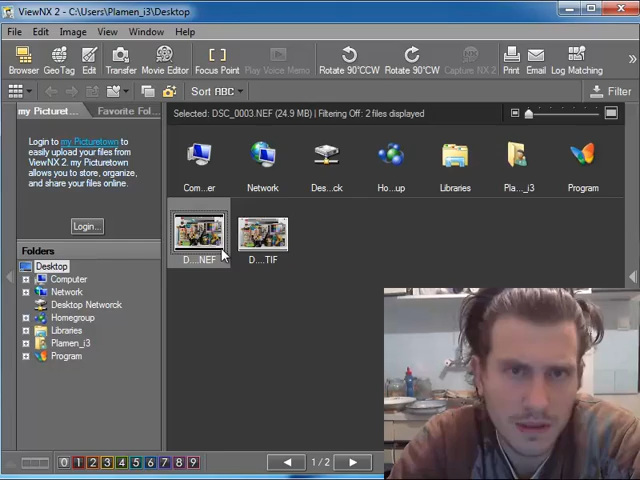 ViewNX 2 - C:\Users\Plamen_i3\Desktop
File Edit Image View Window Help
Browser GeoTag Edit Transfer Movie Editor Focus Point Play Voice Memo Rotate 90°CCW Rotate 90°CW Capture NX 2 Print Email Log Matching
Sort ABC Filter
my Picturet... Favorite Fol...
Selected: DSC_0003.NEF (24.9 MB) | Filtering Off: 2 files displayed
Login to my Picturetown to
easily upload your files from
ViewNX 2. my Picturetown
allows you to store, organize,
and share your files online.
Login...
Com...er Network Des...ck Ho...up Libraries Pla..._i3 Program
D....NEF D....TIF
Folders
Desktop
Computer
Network
Desktop Networck
Homegroup
Libraries
Plamen_i3
Program
0 1 2 3 4 5 6 7 8 9
1 / 2